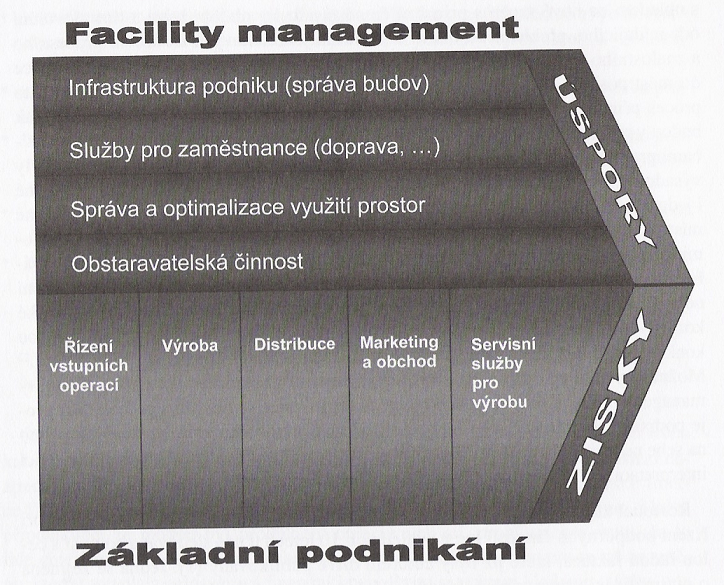 Facility management
Infrastruktura podniku (správa budov)
Služby pro zaměstnance (doprava, ...)
Správa a optimalizace využití prostor
Obstaravatelská činnost
ÚSPORY
Řízení
vstupních
operací
Výroba
Distribuce
Marketing
a obchod
Servisní
služby
pro
výrobu
ZISKY
Základní podnikání